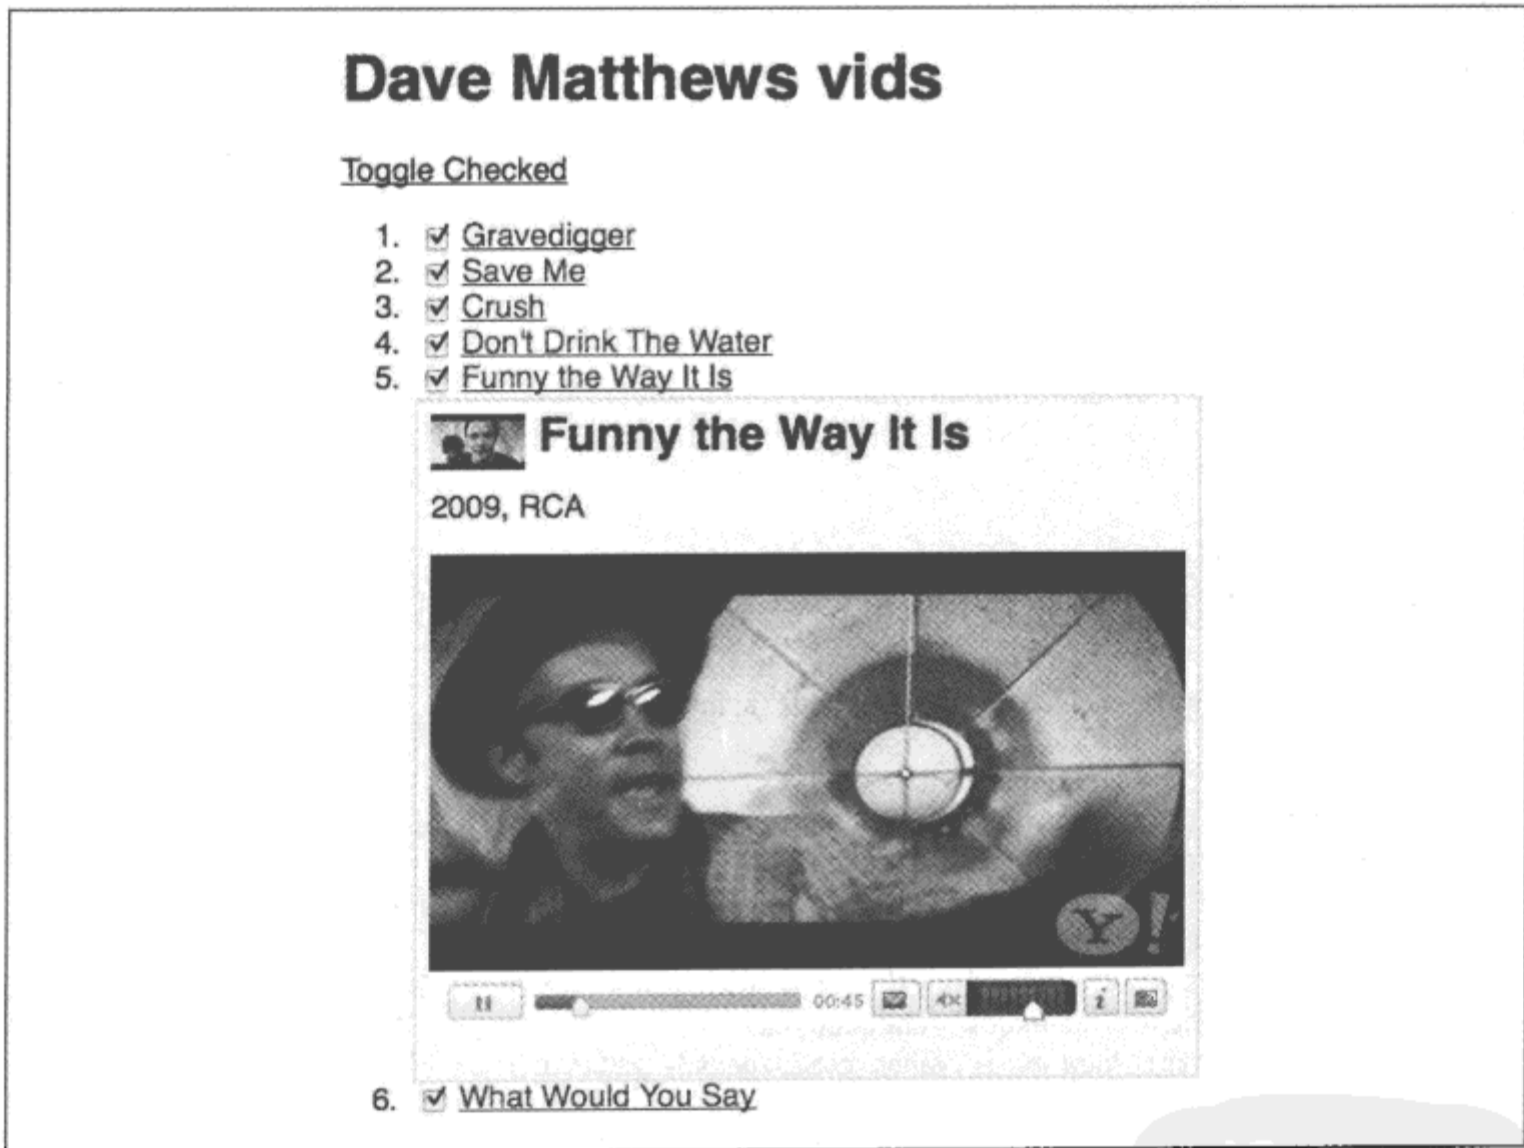 Dave Matthews vids
Toggle Checked
1. Gravedigger
2. Save Me
3. Crush
4. Don't Drink The Water
5. Funny the Way It Is
Funny the Way It Is
2009, RCA
Y!
00:45
6. What Would You Say